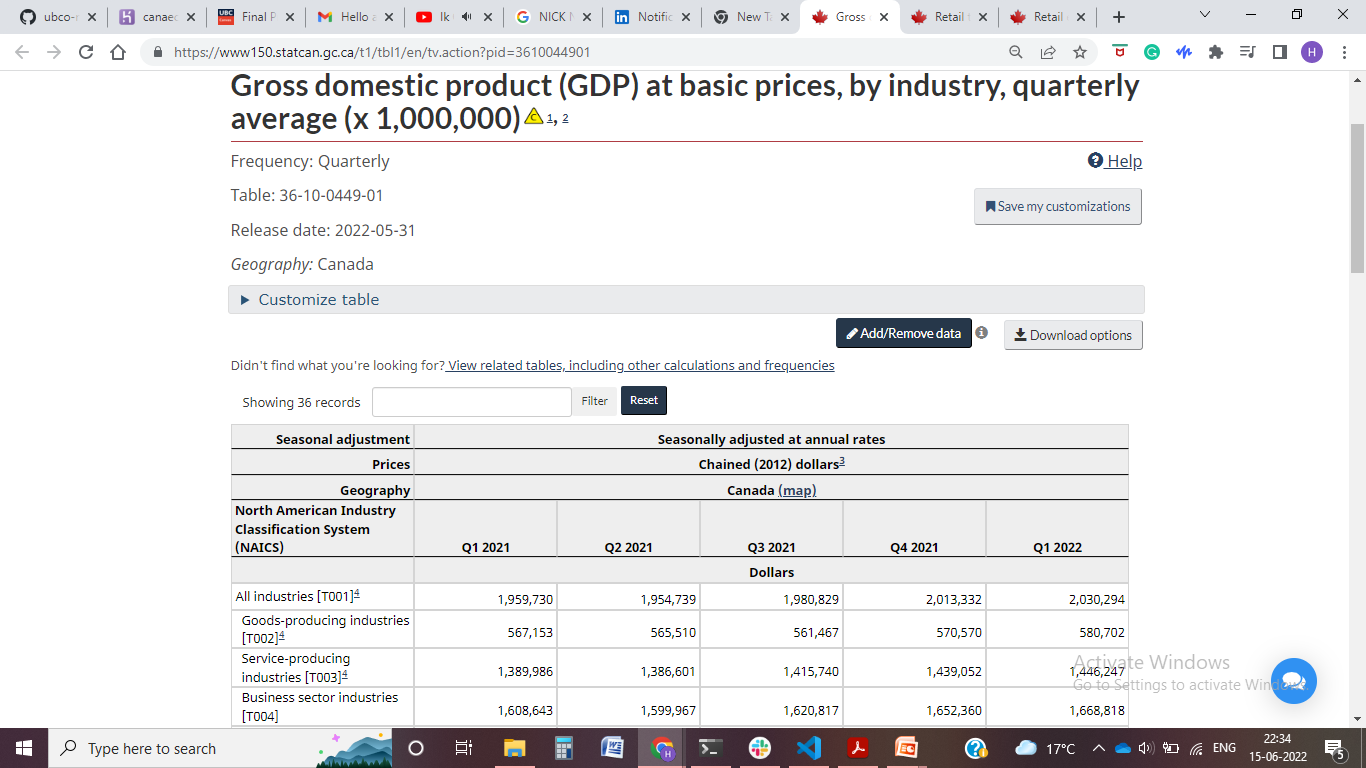 ubco-
canaec
Final P
Hello a
Ik
NICK
Notific
New Ta
Gross
Retail t
Retail
https://www150.statcan.gc.ca/t1/tbl1/en/tv.action?pid=3610044901
H
Gross domestic product (GDP) at basic prices, by industry, quarterly
average (x 1,000,000) C 1, 2
Frequency: Quarterly
Help
Table: 36-10-0449-01
Save my customizations
Release date: 2022-05-31
Geography: Canada
Customize table
Add/Remove data
Download options
Didn't find what you're looking for? View related tables, including other calculations and frequencies
Showing 36 records Filter Reset
Seasonal adjustment Seasonally adjusted at annual rates
Prices Chained (2012) dollars3
Geography Canada (map)
North American Industry
Classification System
(NAICS) Q1 2021 Q2 2021 Q3 2021 Q4 2021 Q1 2022
Dollars
All industries [T001]4 1,959,730 1,954,739 1,980,829 2,013,332 2,030,294
Goods-producing industries
[T002]4 567,153 565,510 561,467 570,570 580,702
Service-producing
industries [T003]4 1,389,986 1,386,601 1,415,740 1,439,052 1,446,247
Business sector industries
[T004] 1,608,643 1,599,967 1,620,817 1,652,360 1,668,818
Activate Windows
Go to Settings to activate Windows.
Type here to search
17°C
ENG
22:34
15-06-2022
5